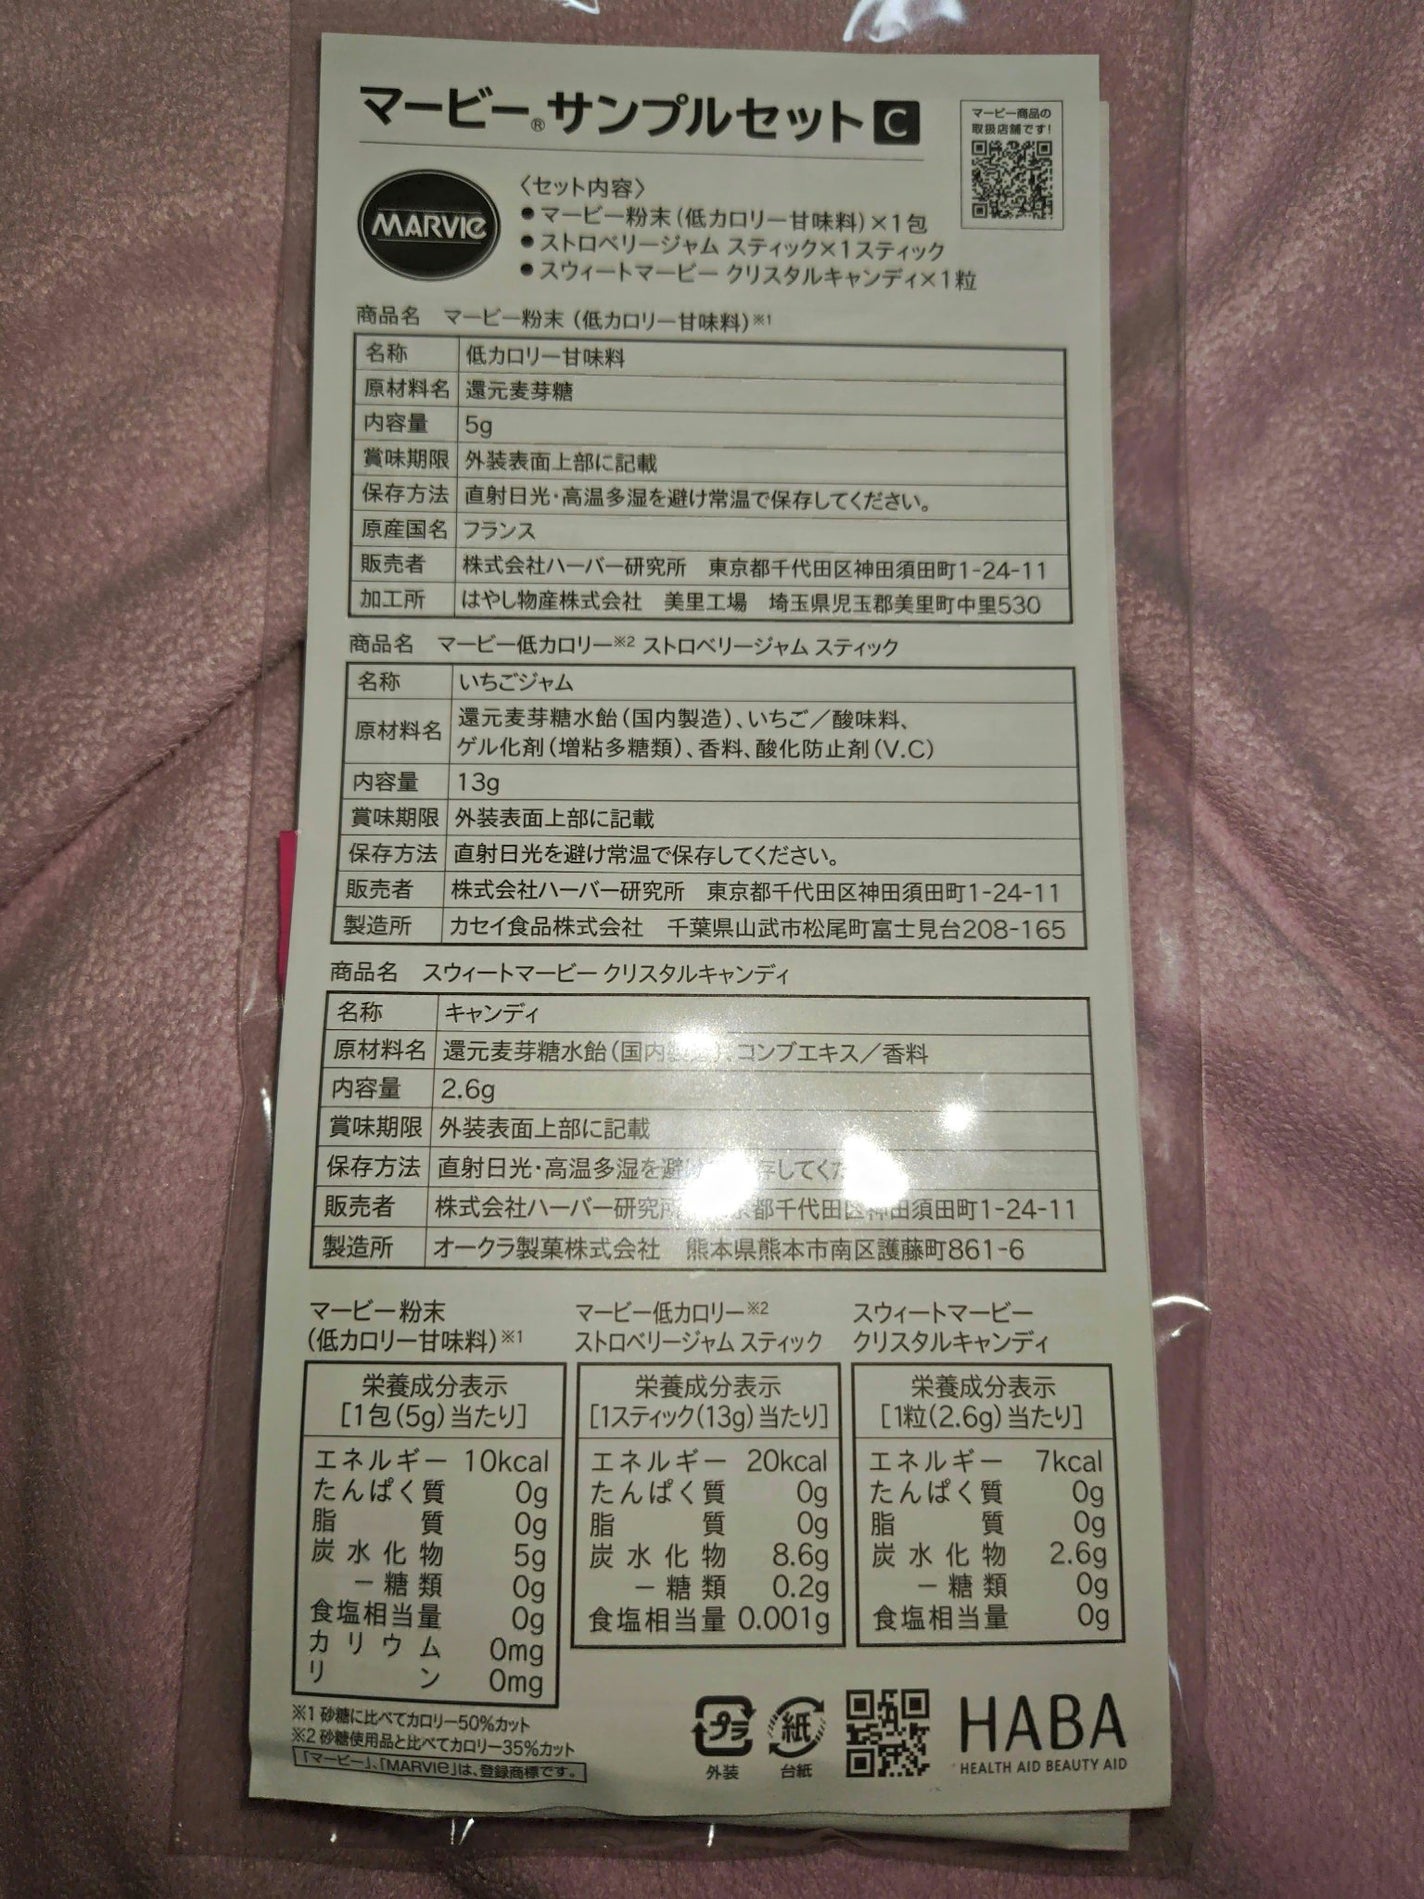 マービー®サンプルセットC
マービー商品の
取扱店舗です!
MARVIe
〈セット内容〉
●マービー粉末(低カロリー甘味料)×1包
●ストロベリージャム スティック×1スティック
●スウィートマービー クリスタルキャンディ×1粒
商品名 マービー粉末(低カロリー甘味料)※1
名称 低カロリー甘味料
原材料名 還元麦芽糖
内容量 5g
賞味期限 外装表面上部に記載
保存方法 直射日光・高温多湿を避け常温で保存してください。
原産国名 フランス
販売者 株式会社ハーバー研究所 東京都千代田区神田須田町1-24-11
加工所 はやし物産株式会社 美里工場 埼玉県児玉郡美里町中里530
商品名 マービー低カロリー※2 ストロベリージャム スティック
名称 いちごジャム
原材料名 還元麦芽糖水飴(国内製造)、いちご/酸味料、
ゲル化剤(増粘多糖類)、香料、酸化防止剤(V.C)
内容量 13g
賞味期限 外装表面上部に記載
保存方法 直射日光を避け常温で保存してください。
販売者 株式会社ハーバー研究所 東京都千代田区神田須田町1-24-11
製造所 カセイ食品株式会社 千葉県山武市松尾町富士見台208-165
商品名 スウィートマービー クリスタルキャンディ
名称 キャンディ
原材料名 還元麦芽糖水飴(国内 )、コンブエキス/香料
内容量 2.6g
賞味期限 外装表面上部に記載
保存方法 直射日光・高温多湿を避 存してくだ
販売者 株式会社ハーバー研究所 都千代田区神田須田町1-24-11
製造所 オークラ製菓株式会社 熊本県熊本市南区護藤町861-6
マービー粉末
(低カロリー甘味料)※1
栄養成分表示
[1包(5g)当たり]
エネルギー 10kcal
たんぱく質 0g
脂質 0g
炭水化物 5g
－糖類 0g
食塩相当量 0g
カリウム 0mg
リン 0mg
マービー低カロリー※2
ストロベリージャム スティック
栄養成分表示
[1スティック(13g)当たり]
エネルギー 20kcal
たんぱく質 0g
脂質 0g
炭水化物 8.6g
－糖類 0.2g
食塩相当量 0.001g
スウィートマービー
クリスタルキャンディ
栄養成分表示
[1粒(2.6g)当たり]
エネルギー 7kcal
たんぱく質 0g
脂質 0g
炭水化物 2.6g
－糖類 0g
食塩相当量 0g
※1 砂糖に比べてカロリー50%カット
※2 砂糖使用品と比べてカロリー35%カット
「マービー」、「MARVIe」は、登録商標です。
プラ
外装
紙
台紙
HABA
HEALTH AID BEAUTY AID